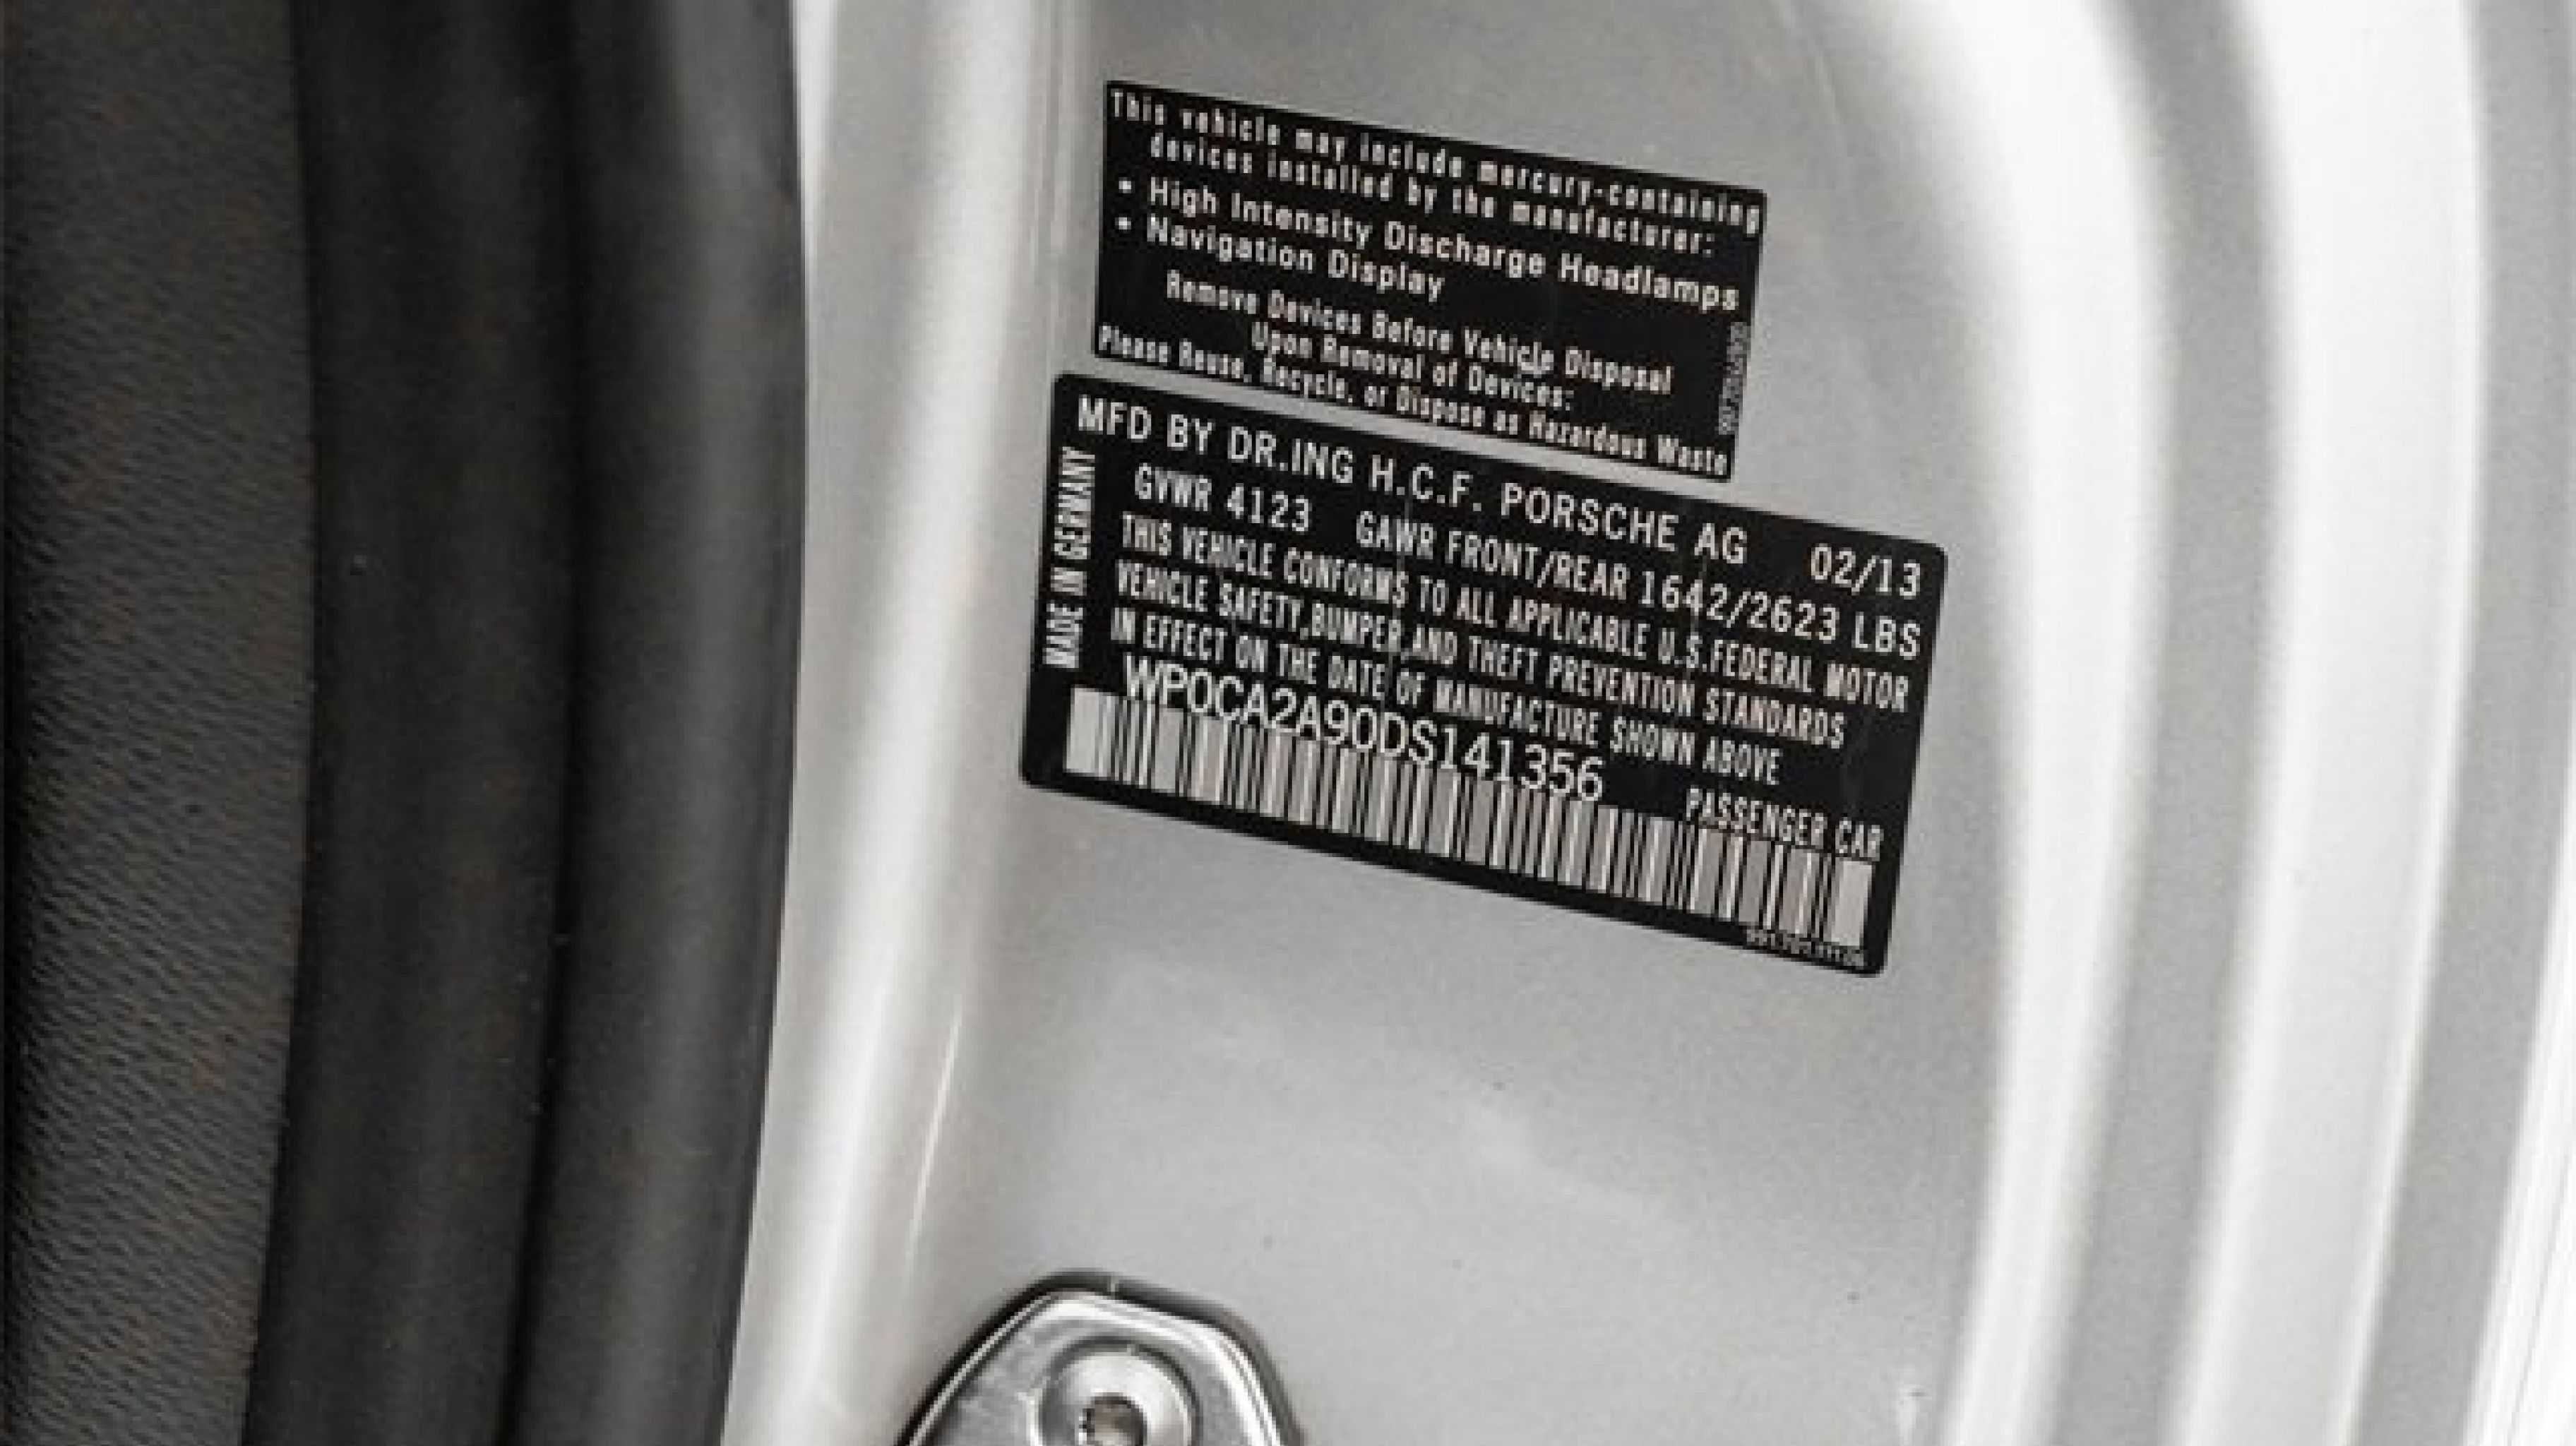 This vehicle may include mercury-containing
devices installed by the manufacturer:
• High Intensity Discharge Headlamps
• Navigation Display
Remove Devices Before Vehicle Disposal
Upon Removal of Devices:
Please Reuse, Recycle, or Dispose as Hazardous Waste
MFD BY DR.ING H.C.F. PORSCHE AG 02/13
GVWR 4123 GAWR FRONT/REAR 1642/2623 LBS
THIS VEHICLE CONFORMS TO ALL APPLICABLE U.S.FEDERAL MOTOR
VEHICLE SAFETY,BUMPER,AND THEFT PREVENTION STANDARDS
IN EFFECT ON THE DATE OF MANUFACTURE SHOWN ABOVE
WP0CA2A90DS141356
PASSENGER CAR
MADE IN GERMANY